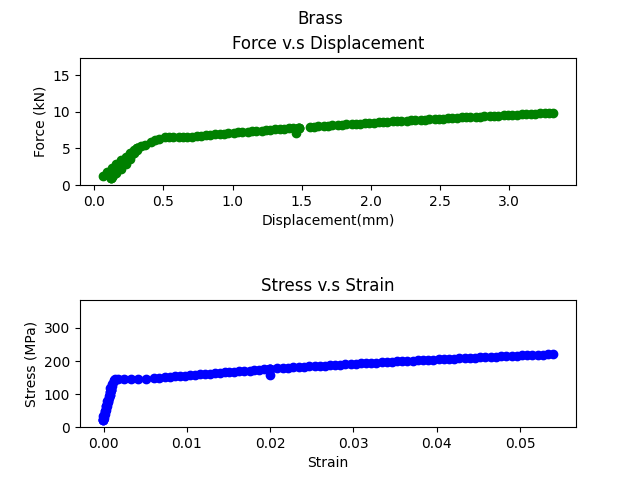 Brass
Force v.s Displacement
15
10
5
0
Force (kN)
0.0 0.5 1.0 1.5 2.0 2.5 3.0
Displacement(mm)
Stress v.s Strain
300
200
100
0
Stress (MPa)
0.00 0.01 0.02 0.03 0.04 0.05
Strain